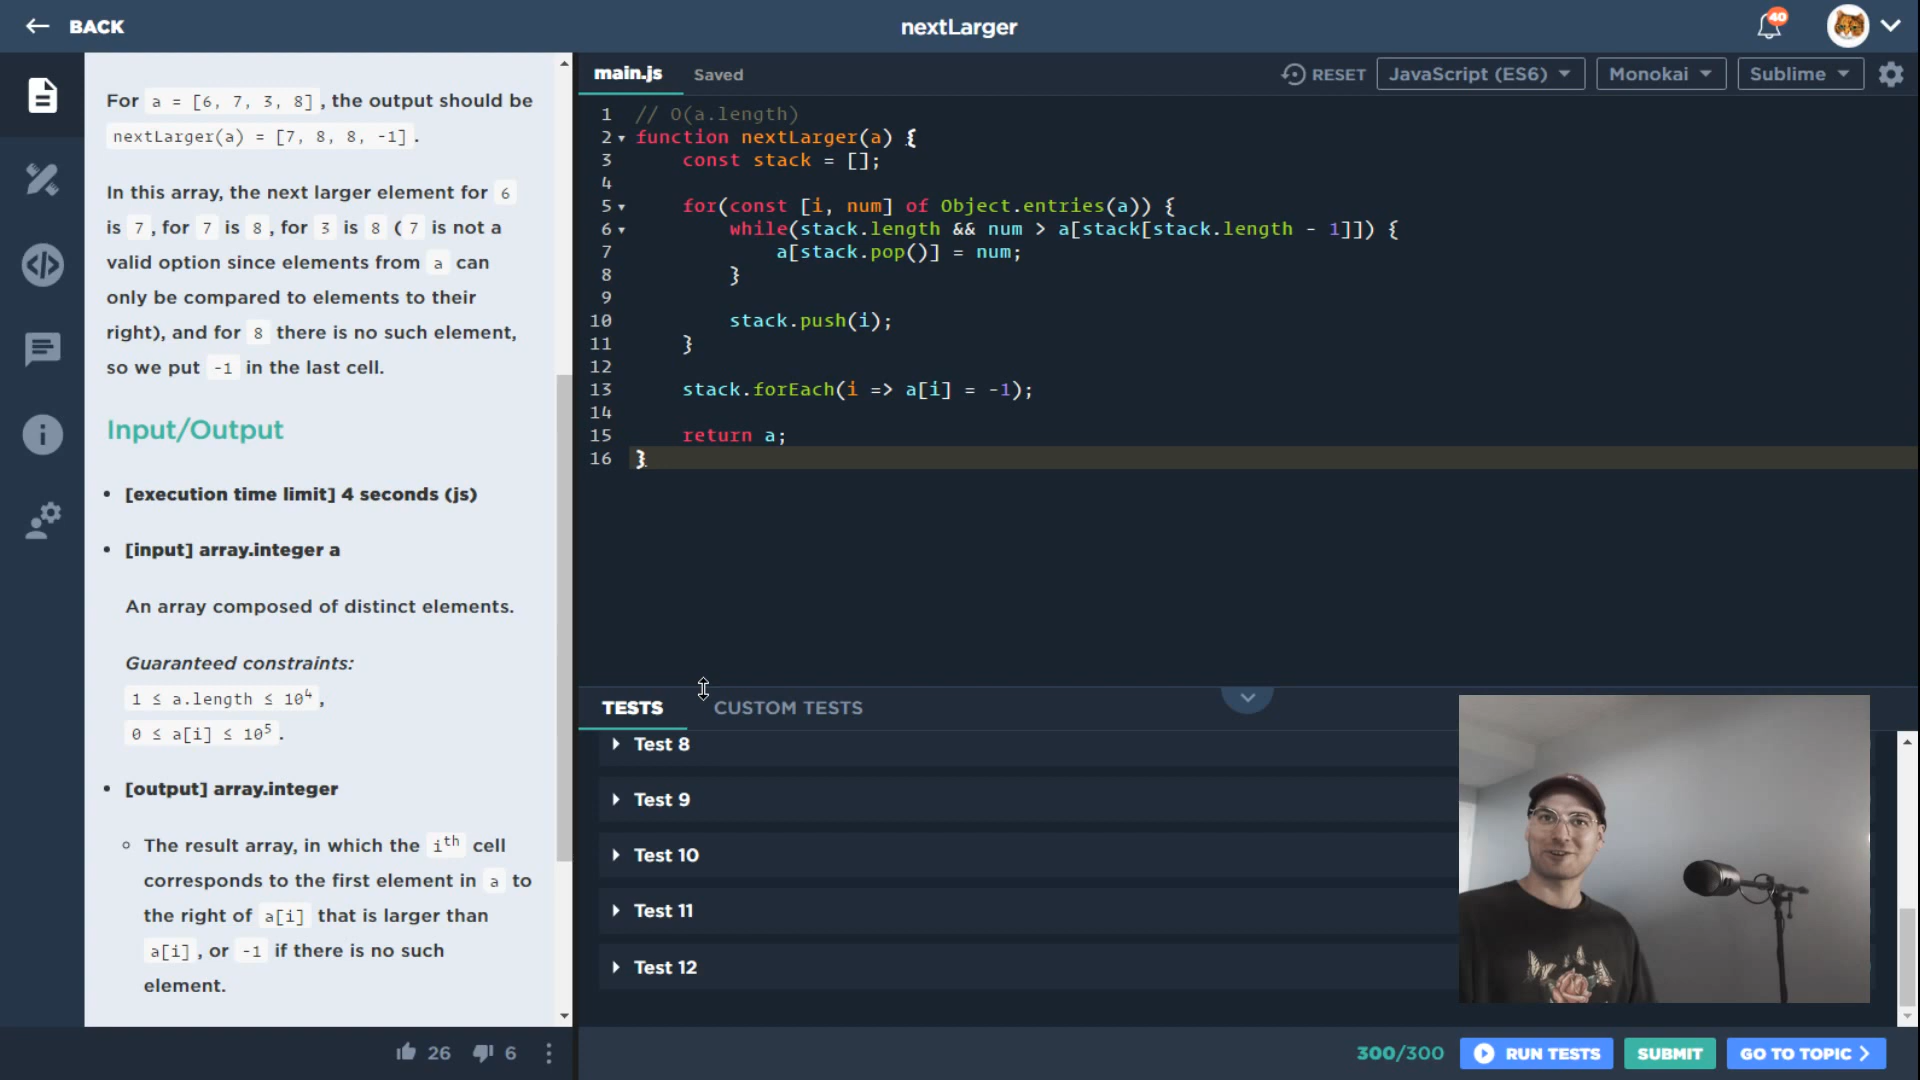 BACK
nextLarger
40
For a = [6, 7, 3, 8], the output should be
nextLarger(a) = [7, 8, 8, -1].
In this array, the next larger element for 6
is 7, for 7 is 8, for 3 is 8 (7 is not a
valid option since elements from a can
only be compared to elements to their
right), and for 8 there is no such element,
so we put -1 in the last cell.
Input/Output
• [execution time limit] 4 seconds (js)
• [input] array.integer a
An array composed of distinct elements.
Guaranteed constraints:
1 ≤ a.length ≤ 10⁴,
0 ≤ a[i] ≤ 10⁵.
• [output] array.integer
The result array, in which the iᵗʰ cell
corresponds to the first element in a to
the right of a[i] that is larger than
a[i], or -1 if there is no such
element.
26 6
main.js Saved RESET JavaScript (ES6) Monokai Sublime
1 // O(a.length)
2 function nextLarger(a) {
3 const stack = [];
4
5 for(const [i, num] of Object.entries(a)) {
6 while(stack.length && num > a[stack[stack.length - 1]]) {
7 a[stack.pop()] = num;
8 }
9
10 stack.push(i);
11 }
12
13 stack.forEach(i => a[i] = -1);
14
15 return a;
16 }
TESTS CUSTOM TESTS
Test 8
Test 9
Test 10
Test 11
Test 12
300/300 RUN TESTS SUBMIT GO TO TOPIC